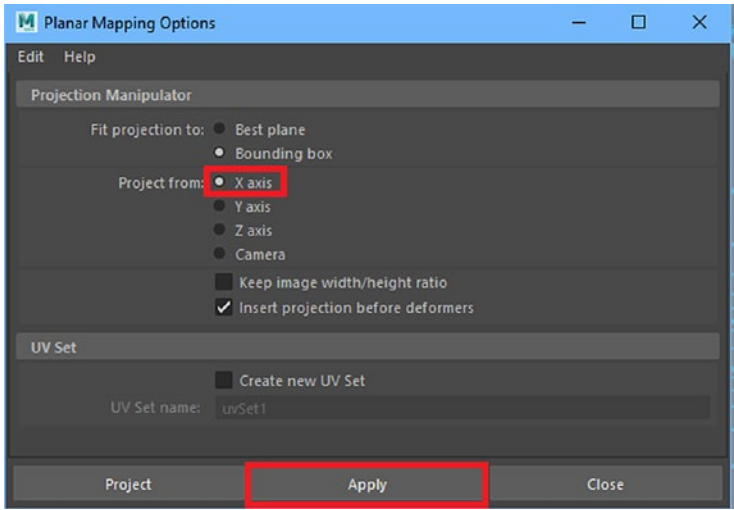 Planar Mapping Options
Edit Help
Projection Manipulator
Fit projection to: Best plane
Bounding box
Project from: X axis
Y axis
Z axis
Camera
Keep image width/height ratio
Insert projection before deformers
UV Set
Create new UV Set
UV Set name: uvSet1
Project Apply Close